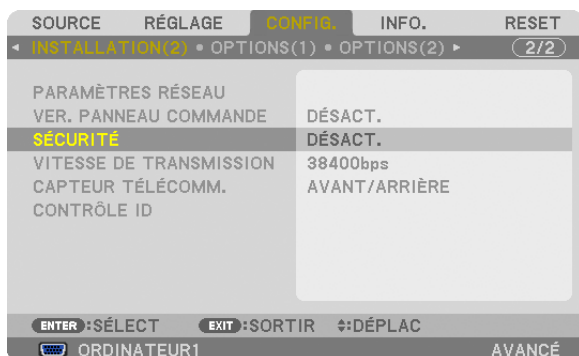 SOURCE RÉGLAGE CONFIG. INFO. RESET
◂ INSTALLATION(2) • OPTIONS(1) • OPTIONS(2) ▸ 2/2
PARAMÈTRES RÉSEAU
VER. PANNEAU COMMANDE DÉSACT.
SÉCURITÉ DÉSACT.
VITESSE DE TRANSMISSION 38400bps
CAPTEUR TÉLÉCOMM. AVANT/ARRIÈRE
CONTRÔLE ID
ENTER:SÉLECT EXIT:SORTIR ♦:DÉPLAC
ORDINATEUR1 AVANCÉ